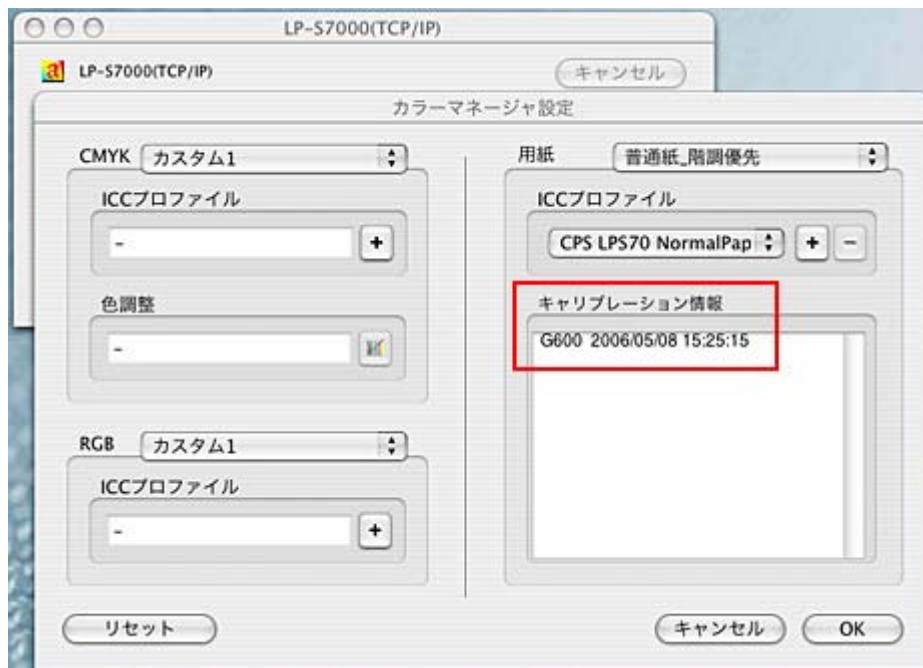 LP-S7000(TCP/IP)
LP-S7000(TCP/IP)
キャンセル
カラーマネージャ設定
CMYK
カスタム1
ICCプロファイル
-
色調整
-
RGB
カスタム1
ICCプロファイル
-
用紙
普通紙_階調優先
ICCプロファイル
CPS LPS70 NormalPap
キャリブレーション情報
G600 2006/05/08 15:25:15
リセット
キャンセル
OK